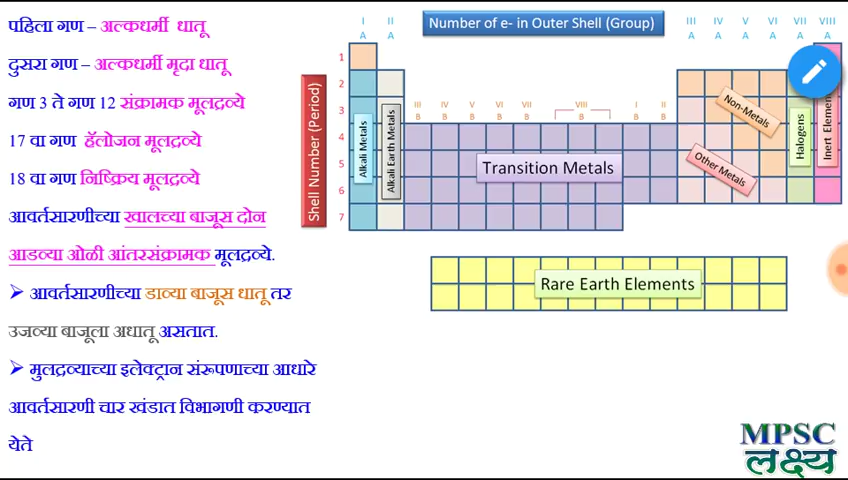 पहिला गण – अल्कधर्मी धातू
दुसरा गण – अल्कधर्मी मृदा धातू
गण 3 ते गण 12 संक्रामक मूलद्रव्ये
17 वा गण हॅलोजन मूलद्रव्ये
18 वा गण निष्क्रिय मूलद्रव्ये
आवर्तसारणीच्या खालच्या बाजूस दोन
आडव्या ओळी आंतरसंक्रामक मूलद्रव्ये.
➢ आवर्तसारणीच्या डाव्या बाजूस धातू तर
उजव्या बाजूला अधातू असतात.
➢ मुलद्रव्याच्या इलेक्ट्रान संरूपणाच्या आधारे
आवर्तसारणी चार खंडात विभागणी करण्यात
येते
Number of e- in Outer Shell (Group)
I II III IV V VI VII VIII
A A A A A A A A
Shell Number (Period)
1
2
3
4
5
6
7
III IV V VI VII VIII I II
B B B B B B B
Alkali Metals
Alkali Earth Metals
Transition Metals
Non-Metals
Other Metals
Halogens
Inert
Rare Earth Elements
MPSC
लक्ष्य